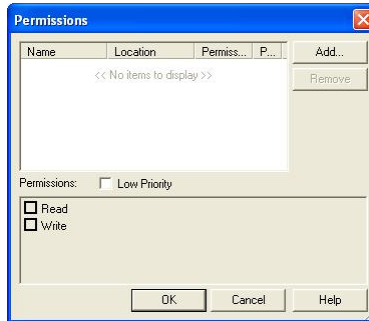 Permissions
Name Location Permiss... P...
Add...
<< No items to display >>
Remove
Permissions: Low Priority
Read
Write
OK Cancel Help